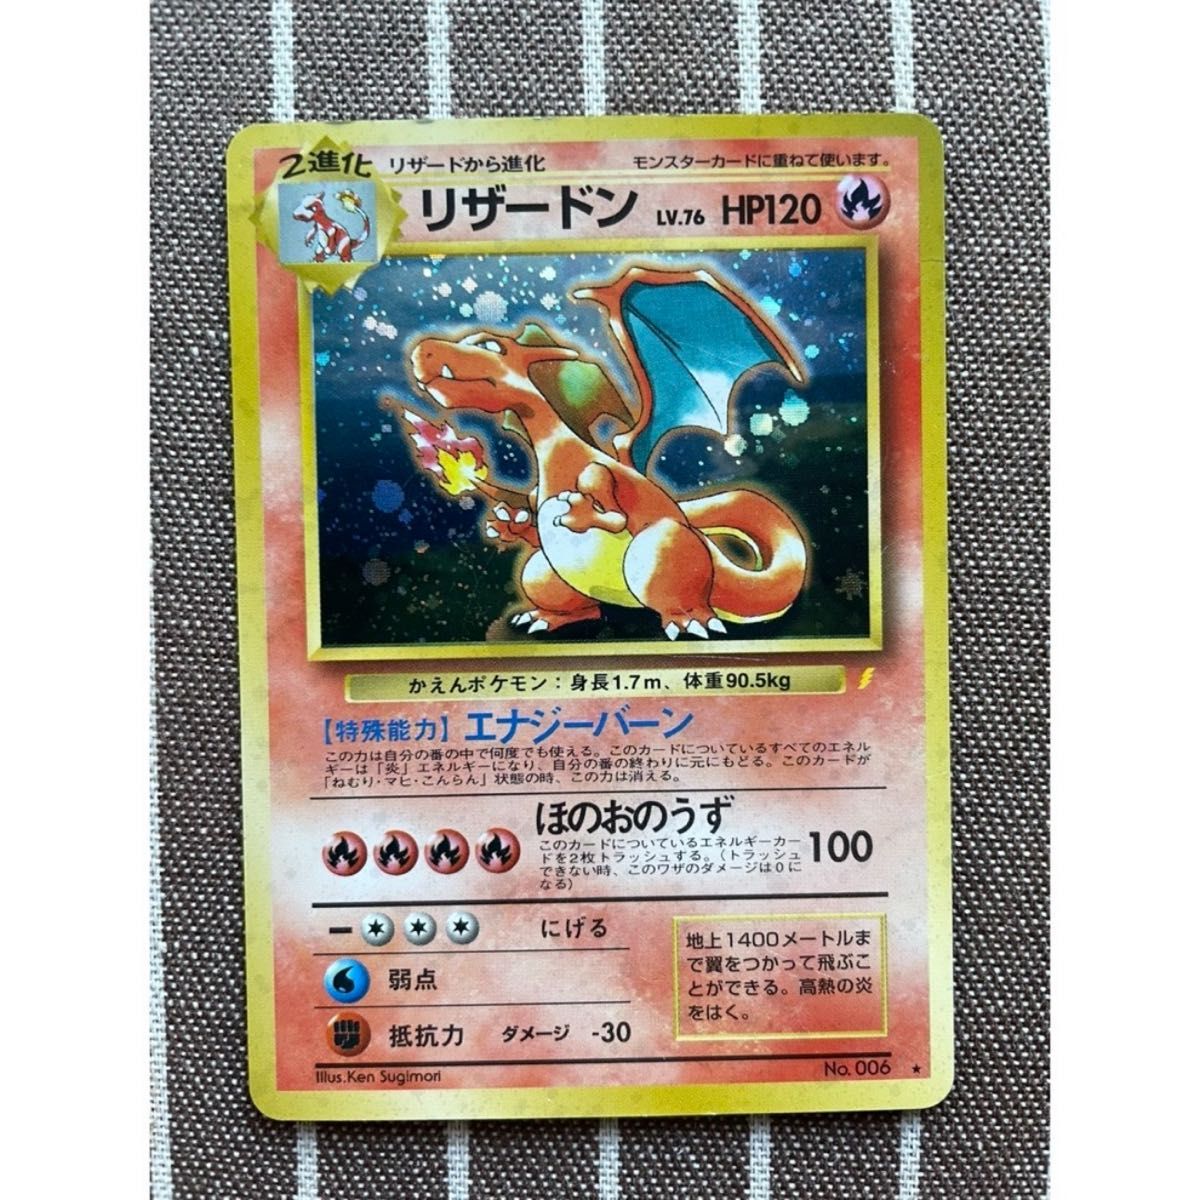 2進化 リザードから進化 モンスターカードに重ねて使います。
リザードン LV.76 HP120
かえんポケモン：身長1.7m、体重90.5kg
【特殊能力】エナジーバーン
この力は自分の番の中で何度でも使える。このカードについているすべてのエネル
ギーは「炎」エネルギーになり、自分の番の終わりに元にもどる。このカードが
「ねむり・マヒ・こんらん」状態の時、この力は消える。
ほのおのうず
このカードについているエネルギーカー
ドを2枚トラッシュする。（トラッシュ
できない時、このワザのダメージは0に
なる）
100
にげる
弱点
抵抗力 ダメージ -30
地上1400メートルま
で翼をつかって飛ぶこ
とができる。高熱の炎
をはく。
Illus.Ken Sugimori
No. 006 ★